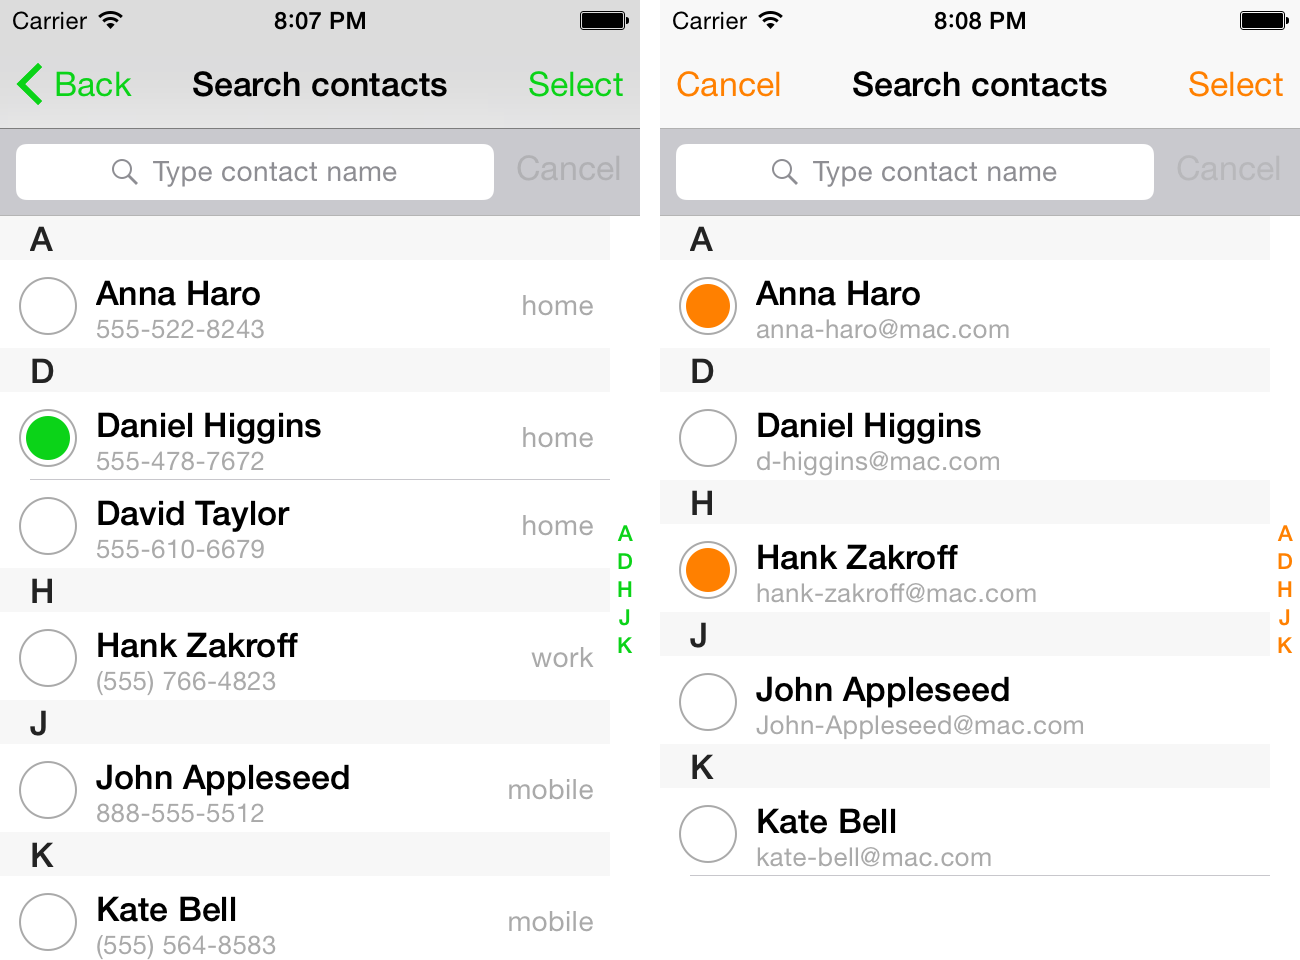 Carrier 8:07 PM
Back Search contacts Select
Type contact name Cancel
A
Anna Haro
555-522-8243
home
D
Daniel Higgins
555-478-7672
home
David Taylor
555-610-6679
home
H
Hank Zakroff
(555) 766-4823
work
J
John Appleseed
888-555-5512
mobile
K
Kate Bell
(555) 564-8583
mobile
A
D
H
J
K
Carrier 8:08 PM
Cancel Search contacts Select
Type contact name Cancel
A
Anna Haro
anna-haro@mac.com
D
Daniel Higgins
d-higgins@mac.com
H
Hank Zakroff
hank-zakroff@mac.com
J
John Appleseed
John-Appleseed@mac.com
K
Kate Bell
kate-bell@mac.com
A
D
H
J
K